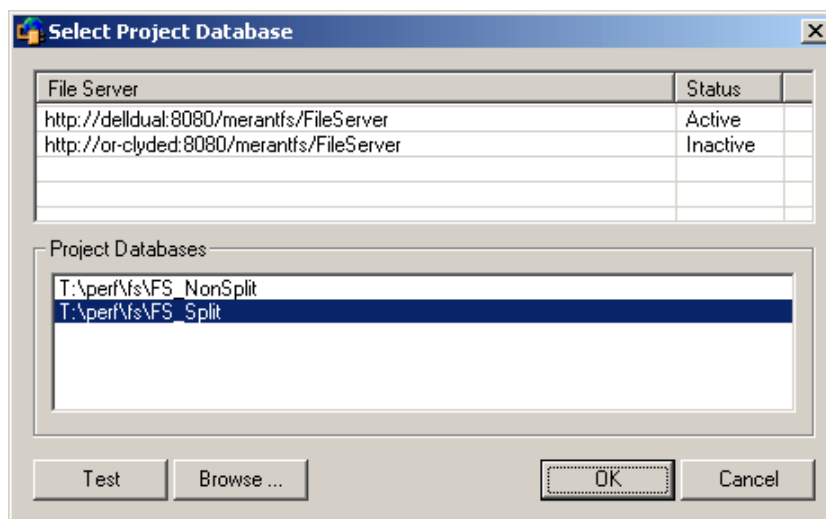 Select Project Database
File Server Status
http://delldual:8080/merantfs/FileServer Active
http://or-clyded:8080/merantfs/FileServer Inactive
Project Databases
T:\perf\fs\FS_NonSplit
T:\perf\fs\FS_Split
Test Browse ... OK Cancel